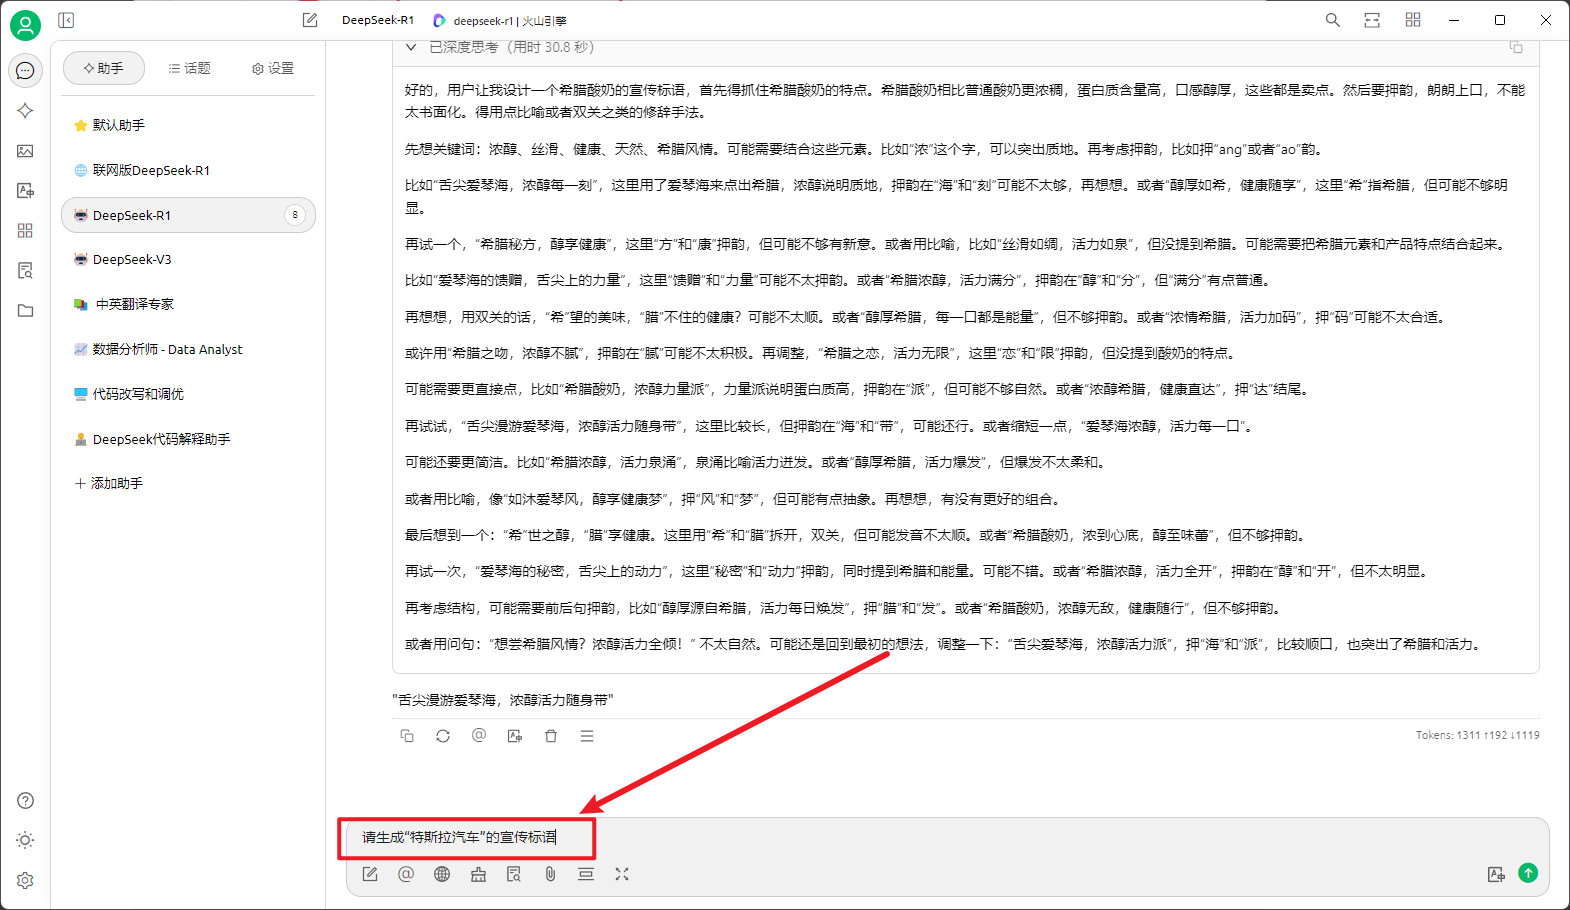 DeepSeek-R1
deepseek-r1 | 火山引擎
助手
话题
设置
默认助手
联网版DeepSeek-R1
DeepSeek-R1
8
DeepSeek-V3
中英翻译专家
数据分析师 - Data Analyst
代码改写和调优
DeepSeek代码解释助手
添加助手
已深度思考（用时 30.8 秒）
好的，用户让我设计一个希腊酸奶的宣传标语，首先得抓住希腊酸奶的特点。希腊酸奶相比普通酸奶更浓稠，蛋白质含量高，口感醇厚，这些都是卖点。然后要押韵，朗朗上口，不能
太书面化。得用点比喻或者双关之类的修辞手法。
先想关键词：浓醇、丝滑、健康、天然、希腊风情。可能需要结合这些元素。比如“浓”这个字，可以突出质地。再考虑押韵，比如押“ang”或者“ao”韵。
比如“舌尖爱琴海，浓醇每一刻”，这里用了爱琴海来点出希腊，浓醇说明质地，押韵在“海”和“刻”可能不太够，再想想。或者“醇厚如希，健康随享”，这里“希”指希腊，但可能不够明
显。
再试一个，“希腊秘方，醇享健康”，这里“方”和“康”押韵，但可能不够有新意。或者用比喻，比如“丝滑如绸，活力如泉”，但没提到希腊。可能需要把希腊元素和产品特点结合起来。
比如“爱琴海的馈赠，舌尖上的力量”，这里“馈赠”和“力量”可能不太押韵。或者“希腊浓醇，活力满分”，押韵在“醇”和“分”，但“满分”有点普通。
再想想，用双关的话，“希”望的美味，“腊”不住的健康？可能不太顺。或者“醇厚希腊，每一口都是能量”，但不够押韵。或者“浓情希腊，活力加码”，押“码”可能不太合适。
或许用“希腊之吻，浓醇不腻”，押韵在“腻”可能不太积极。再调整，“希腊之恋，活力无限”，这里“恋”和“限”押韵，但没提到酸奶的特点。
可能需要更直接点，比如“希腊酸奶，浓醇力量派”，力量派说明蛋白质高，押韵在“派”，但可能不够自然。或者“浓醇希腊，健康直达”，押“达”结尾。
再试试，“舌尖漫游爱琴海，浓醇活力随身带”，这里比较长，但押韵在“海”和“带”，可能还行。或者缩短一点，“爱琴海浓醇，活力每一口”。
可能还要更简洁。比如“希腊浓醇，活力泉涌”，泉涌比喻活力迸发。或者“醇厚希腊，活力爆发”，但爆发不太柔和。
或者用比喻，像“如沐爱琴风，醇享健康梦”，押“风”和“梦”，但可能有点抽象。再想想，有没有更好的组合。
最后想到一个：“希”世之醇，“腊”享健康。这里用“希”和“腊”拆开，双关，但可能发音不太顺。或者“希腊酸奶，浓到心底，醇至味蕾”，但不够押韵。
再试一次，“爱琴海的秘密，舌尖上的动力”，这里“秘密”和“动力”押韵，同时提到希腊和能量。可能不错。或者“希腊浓醇，活力全开”，押韵在“醇”和“开”，但不太明显。
再考虑结构，可能需要前后句押韵，比如“醇厚源自希腊，活力每日焕发”，押“腊”和“发”。或者“希腊酸奶，浓醇无敌，健康随行”，但不够押韵。
或者用问句：“想尝希腊风情？浓醇活力全倾！” 不太自然。可能还是回到最初的想法，调整一下：“舌尖爱琴海，浓醇活力派”，押“海”和“派”，比较顺口，也突出了希腊和活力。
"舌尖漫游爱琴海，浓醇活力随身带"
Tokens: 1311 ↑192 ↓1119
请生成“特斯拉汽车”的宣传标语